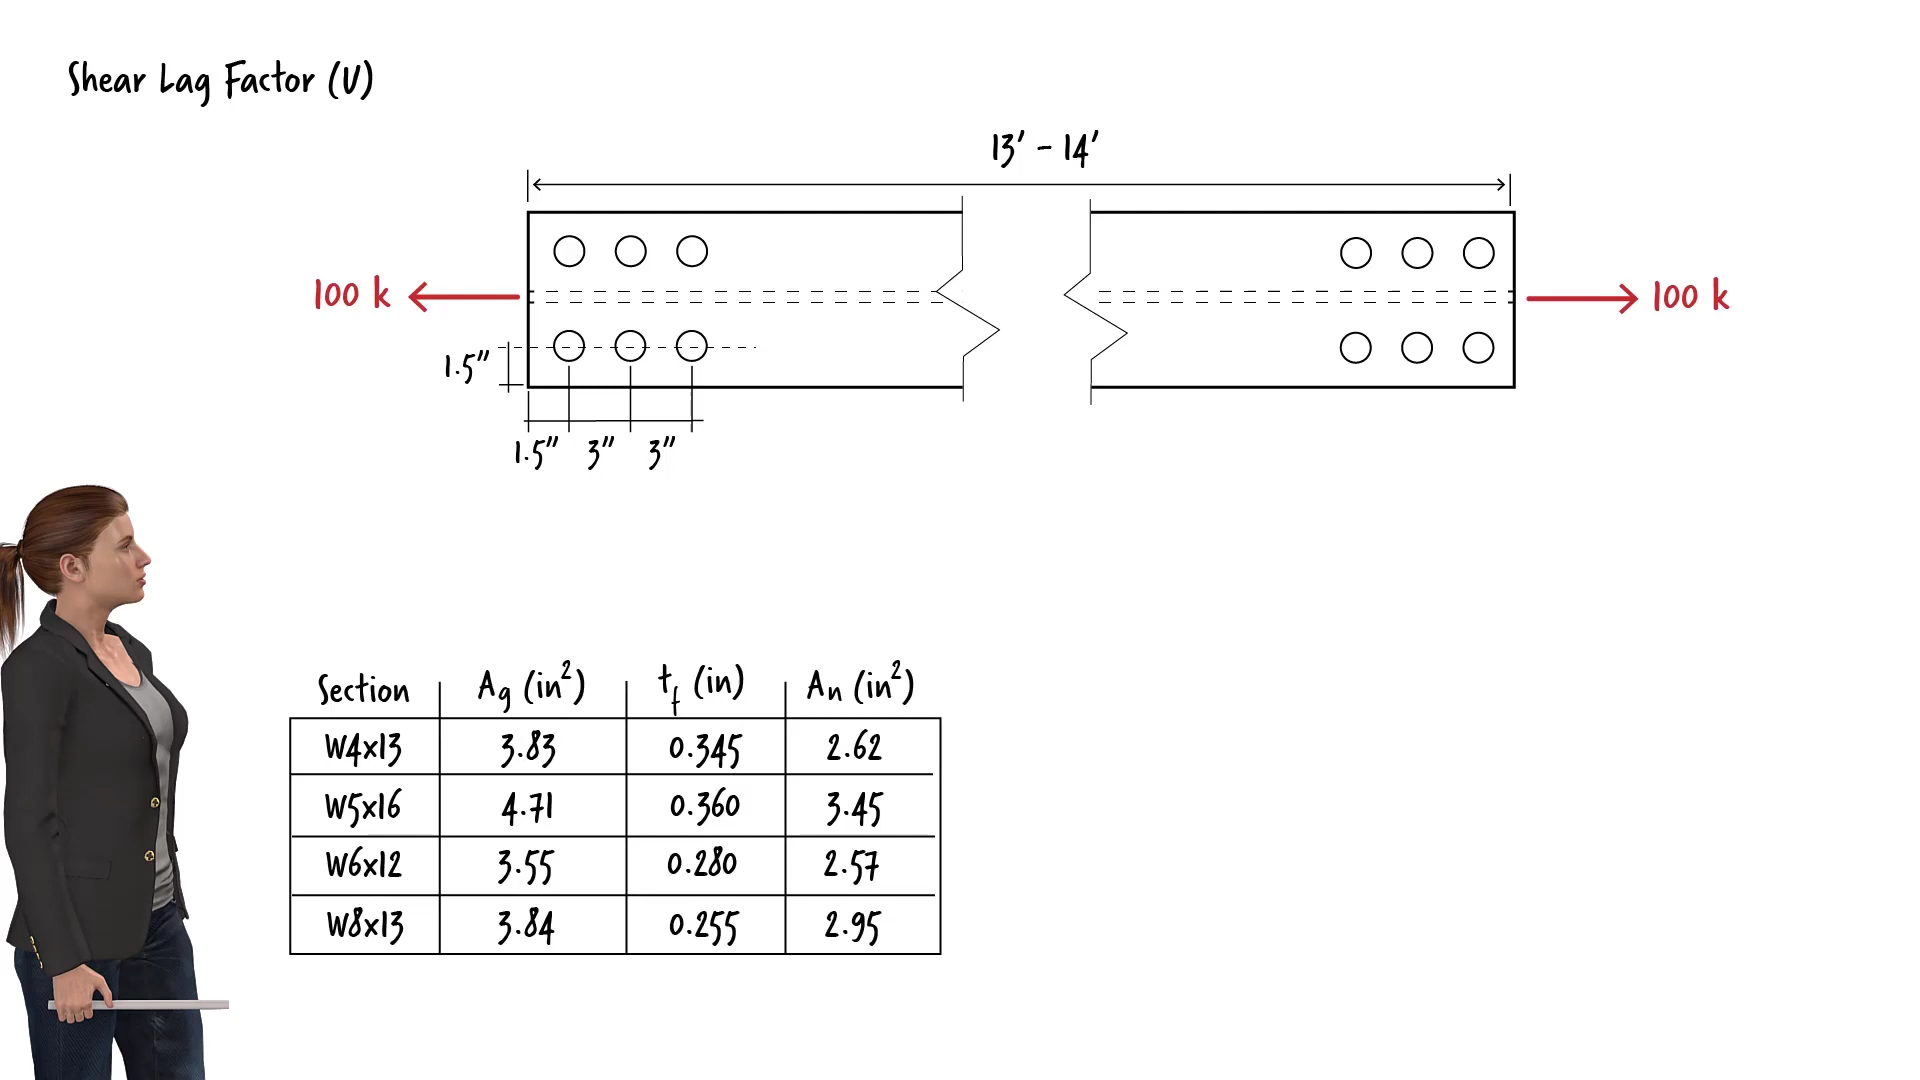 Shear Lag Factor (U)
13' - 14'
100 k
100 k
1.5"
1.5" 3" 3"
Section Ag (in²) tf (in) An (in²)
W4x13 3.83 0.345 2.62
W5x16 4.71 0.360 3.45
W6x12 3.55 0.280 2.57
W8x13 3.84 0.255 2.95